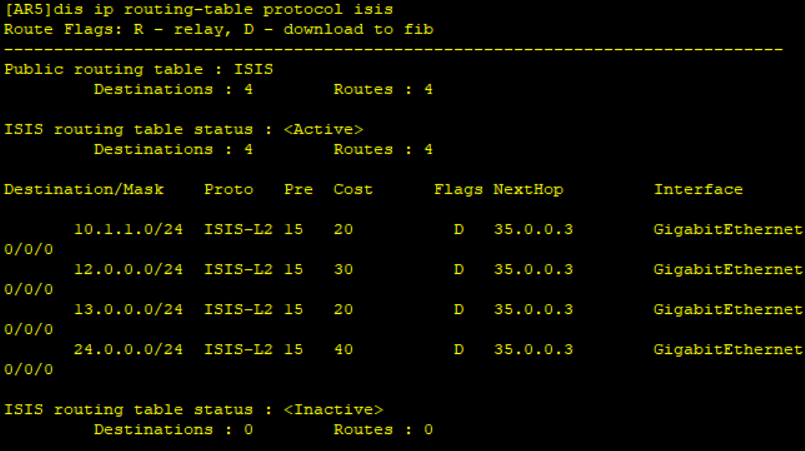 [AR5]dis ip routing-table protocol isis
Route Flags: R - relay, D - download to fib
------------------------------------------------------------------------------
Public routing table : ISIS
         Destinations : 4        Routes : 4

ISIS routing table status : <Active>
         Destinations : 4        Routes : 4

Destination/Mask    Proto   Pre  Cost      Flags NextHop         Interface

       10.1.1.0/24  ISIS-L2 15   20          D   35.0.0.3        GigabitEthernet
0/0/0
       12.0.0.0/24  ISIS-L2 15   30          D   35.0.0.3        GigabitEthernet
0/0/0
       13.0.0.0/24  ISIS-L2 15   20          D   35.0.0.3        GigabitEthernet
0/0/0
       24.0.0.0/24  ISIS-L2 15   40          D   35.0.0.3        GigabitEthernet
0/0/0

ISIS routing table status : <Inactive>
         Destinations : 0        Routes : 0